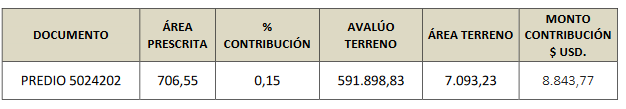 DOCUMENTO ÁREA PRESCRITA % CONTRIBUCIÓN AVALÚO TERRENO ÁREA TERRENO MONTO CONTRIBUCIÓN $ USD.
PREDIO 5024202 706,55 0,15 591.898,83 7.093,23 8.843,77